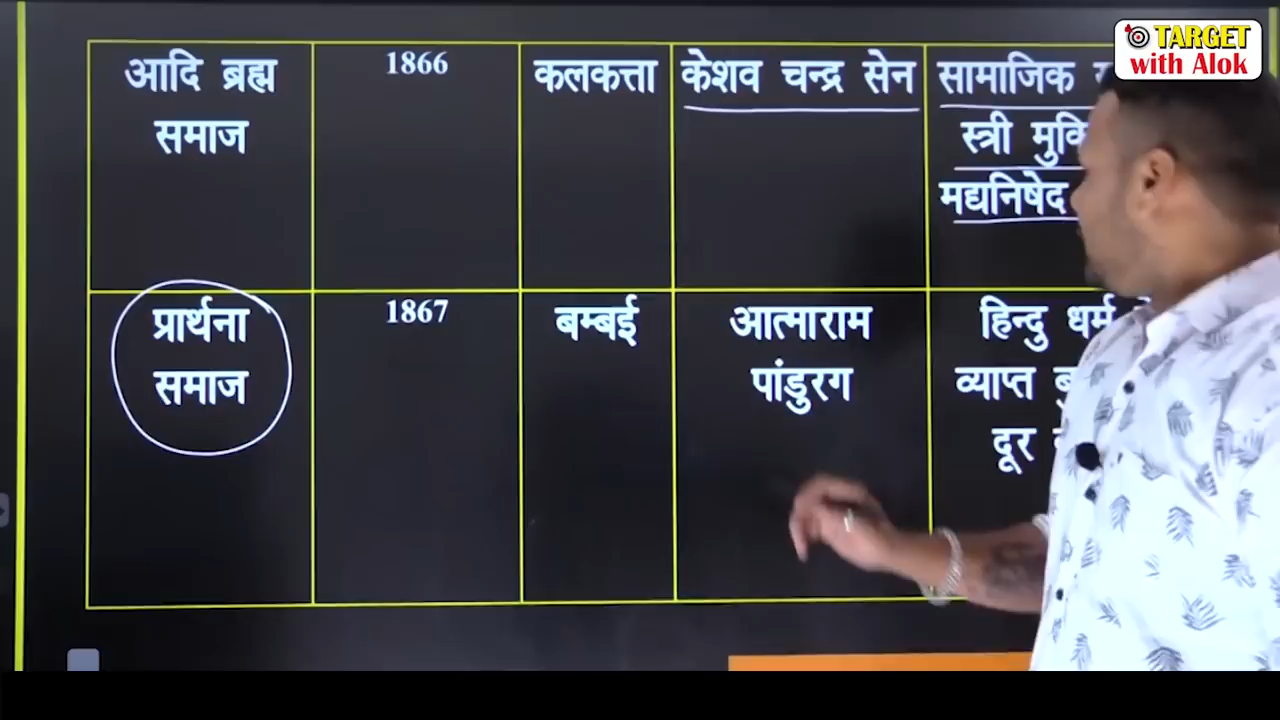 TARGET
with Alok
आदि ब्रह्म
समाज
1866
कलकत्ता
केशव चन्द्र सेन
सामाजिक
स्त्री
मद्यनिषेद
प्रार्थना
समाज
1867
बम्बई
आत्माराम
पांडुरग
हिन्दु धर्म
व्याप्त
दूर